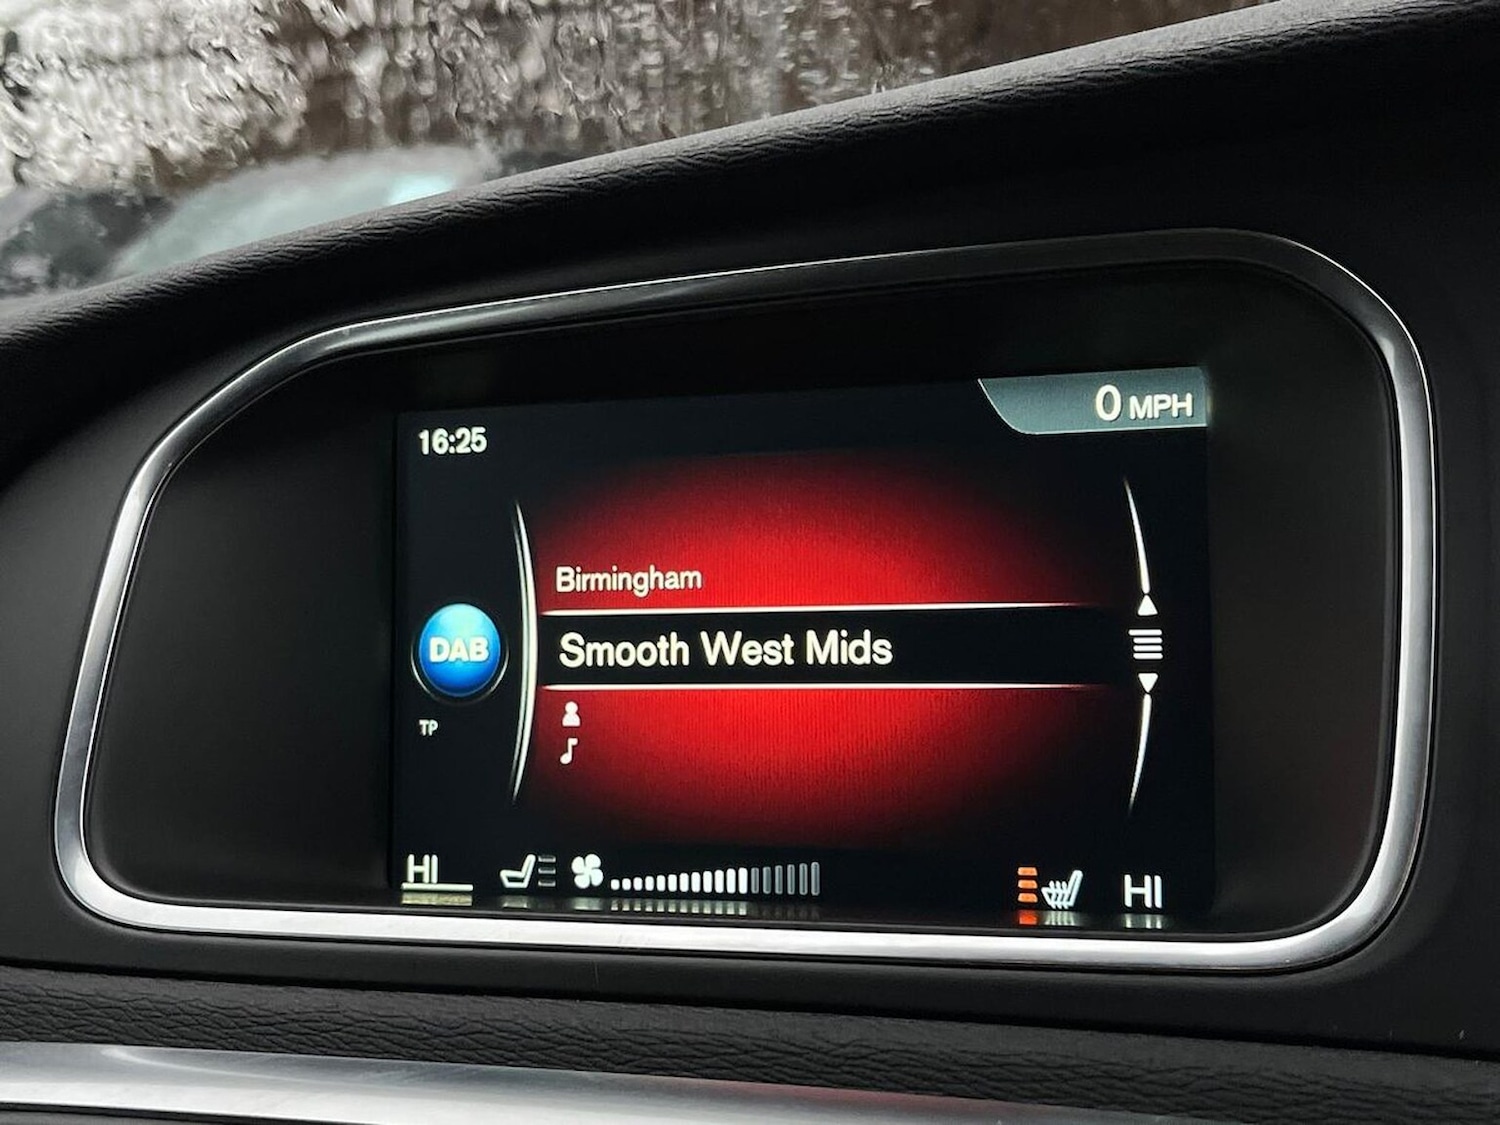 0 MPH
16:25
Birmingham
DAB
Smooth West Mids
TP
HI
HI